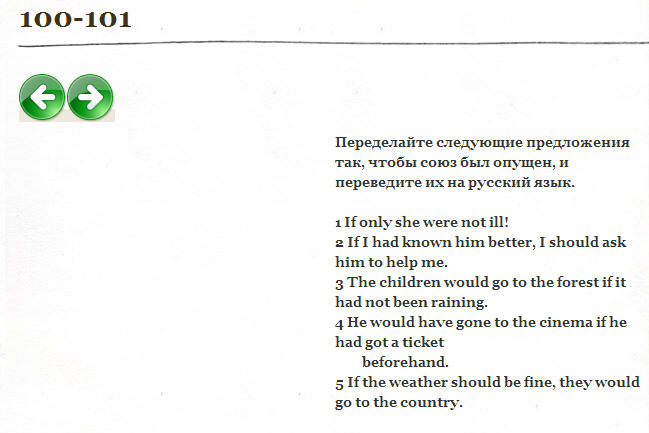 100-101
Переделайте следующие предложения
так, чтобы союз был опущен, и
переведите их на русский язык.
1 If only she were not ill!
2 If I had known him better, I should ask
him to help me.
3 The children would go to the forest if it
had not been raining.
4 He would have gone to the cinema if he
had got a ticket
beforehand.
5 If the weather should be fine, they would
go to the country.